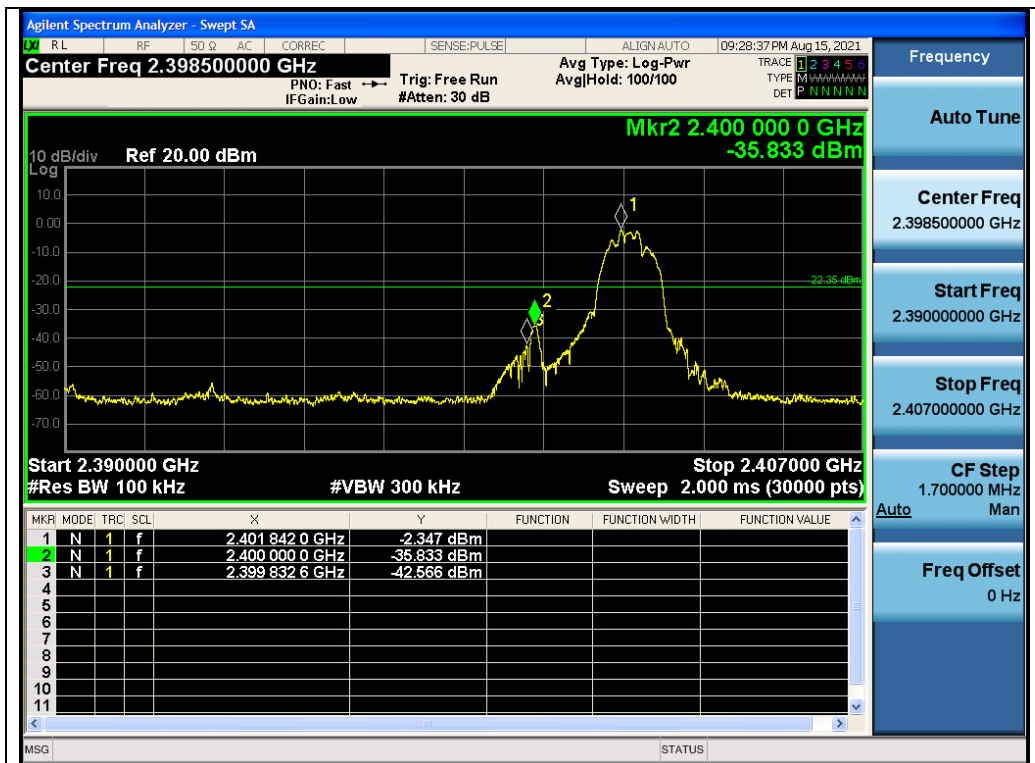 Agilent Spectrum Analyzer - Swept SA
LXI RL RF 50 Ω AC CORREC SENSE:PULSE ALIGNAUTO 09:28:37 PM Aug 15, 2021
Center Freq 2.398500000 GHz
PNO: Fast
IFGain:Low
Trig: Free Run
#Atten: 30 dB
Avg Type: Log-Pwr
Avg|Hold: 100/100
TRACE 1 2 3 4 5 6
TYPE M
DET P N N N N N
Mkr2 2.400 000 0 GHz
-35.833 dBm
10 dB/div Ref 20.00 dBm
Log
10.0
0.00
-10.0
-20.0
-30.0
-40.0
-50.0
-60.0
-70.0
1
2
3
22.35 dBm
Start 2.390000 GHz Stop 2.407000 GHz
#Res BW 100 kHz #VBW 300 kHz Sweep 2.000 ms (30000 pts)
MKR MODE TRC SCL X Y FUNCTION FUNCTION WIDTH FUNCTION VALUE
1 N 1 f 2.401 842 0 GHz -2.347 dBm
2 N 1 f 2.400 000 0 GHz -35.833 dBm
3 N 1 f 2.399 832 6 GHz -42.566 dBm
4
5
6
7
8
9
10
11
MSG STATUS
Frequency
Auto Tune
Center Freq
2.398500000 GHz
Start Freq
2.390000000 GHz
Stop Freq
2.407000000 GHz
CF Step
1.700000 MHz
Auto Man
Freq Offset
0 Hz